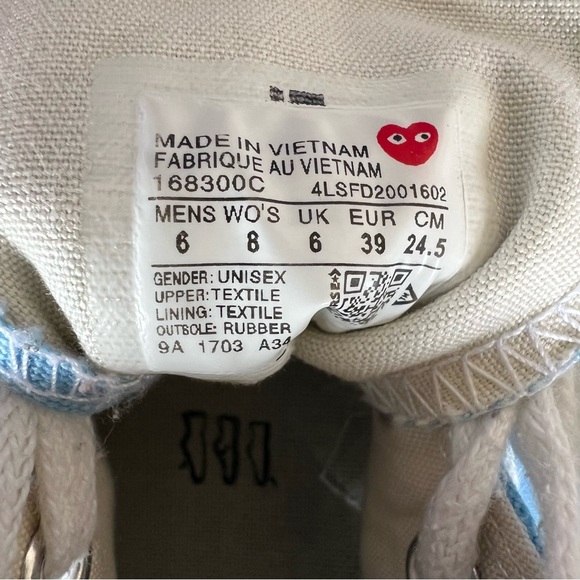 MADE IN VIETNAM
FABRIQUE AU VIETNAM
168300C 4LSFD2001602
MENS WO'S UK EUR CM
6 8 6 39 24.5
GENDER: UNISEX
UPPER: TEXTILE
LINING: TEXTILE
OUTSOLE: RUBBER
9A 1703 A34